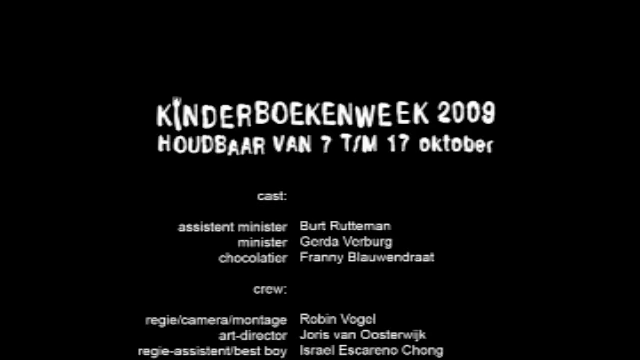 KINDERBOEKENWEEK 2009
HOUDBAAR VAN 7 T/M 17 oktober
cast:
assistent minister Burt Rutteman
minister Gerda Verburg
chocolatier Franny Blauwendraat
crew:
regie/camera/montage Robin Vogel
art-director Joris van Oosterwijk
regie-assistent/best boy Israel Escareno Chong